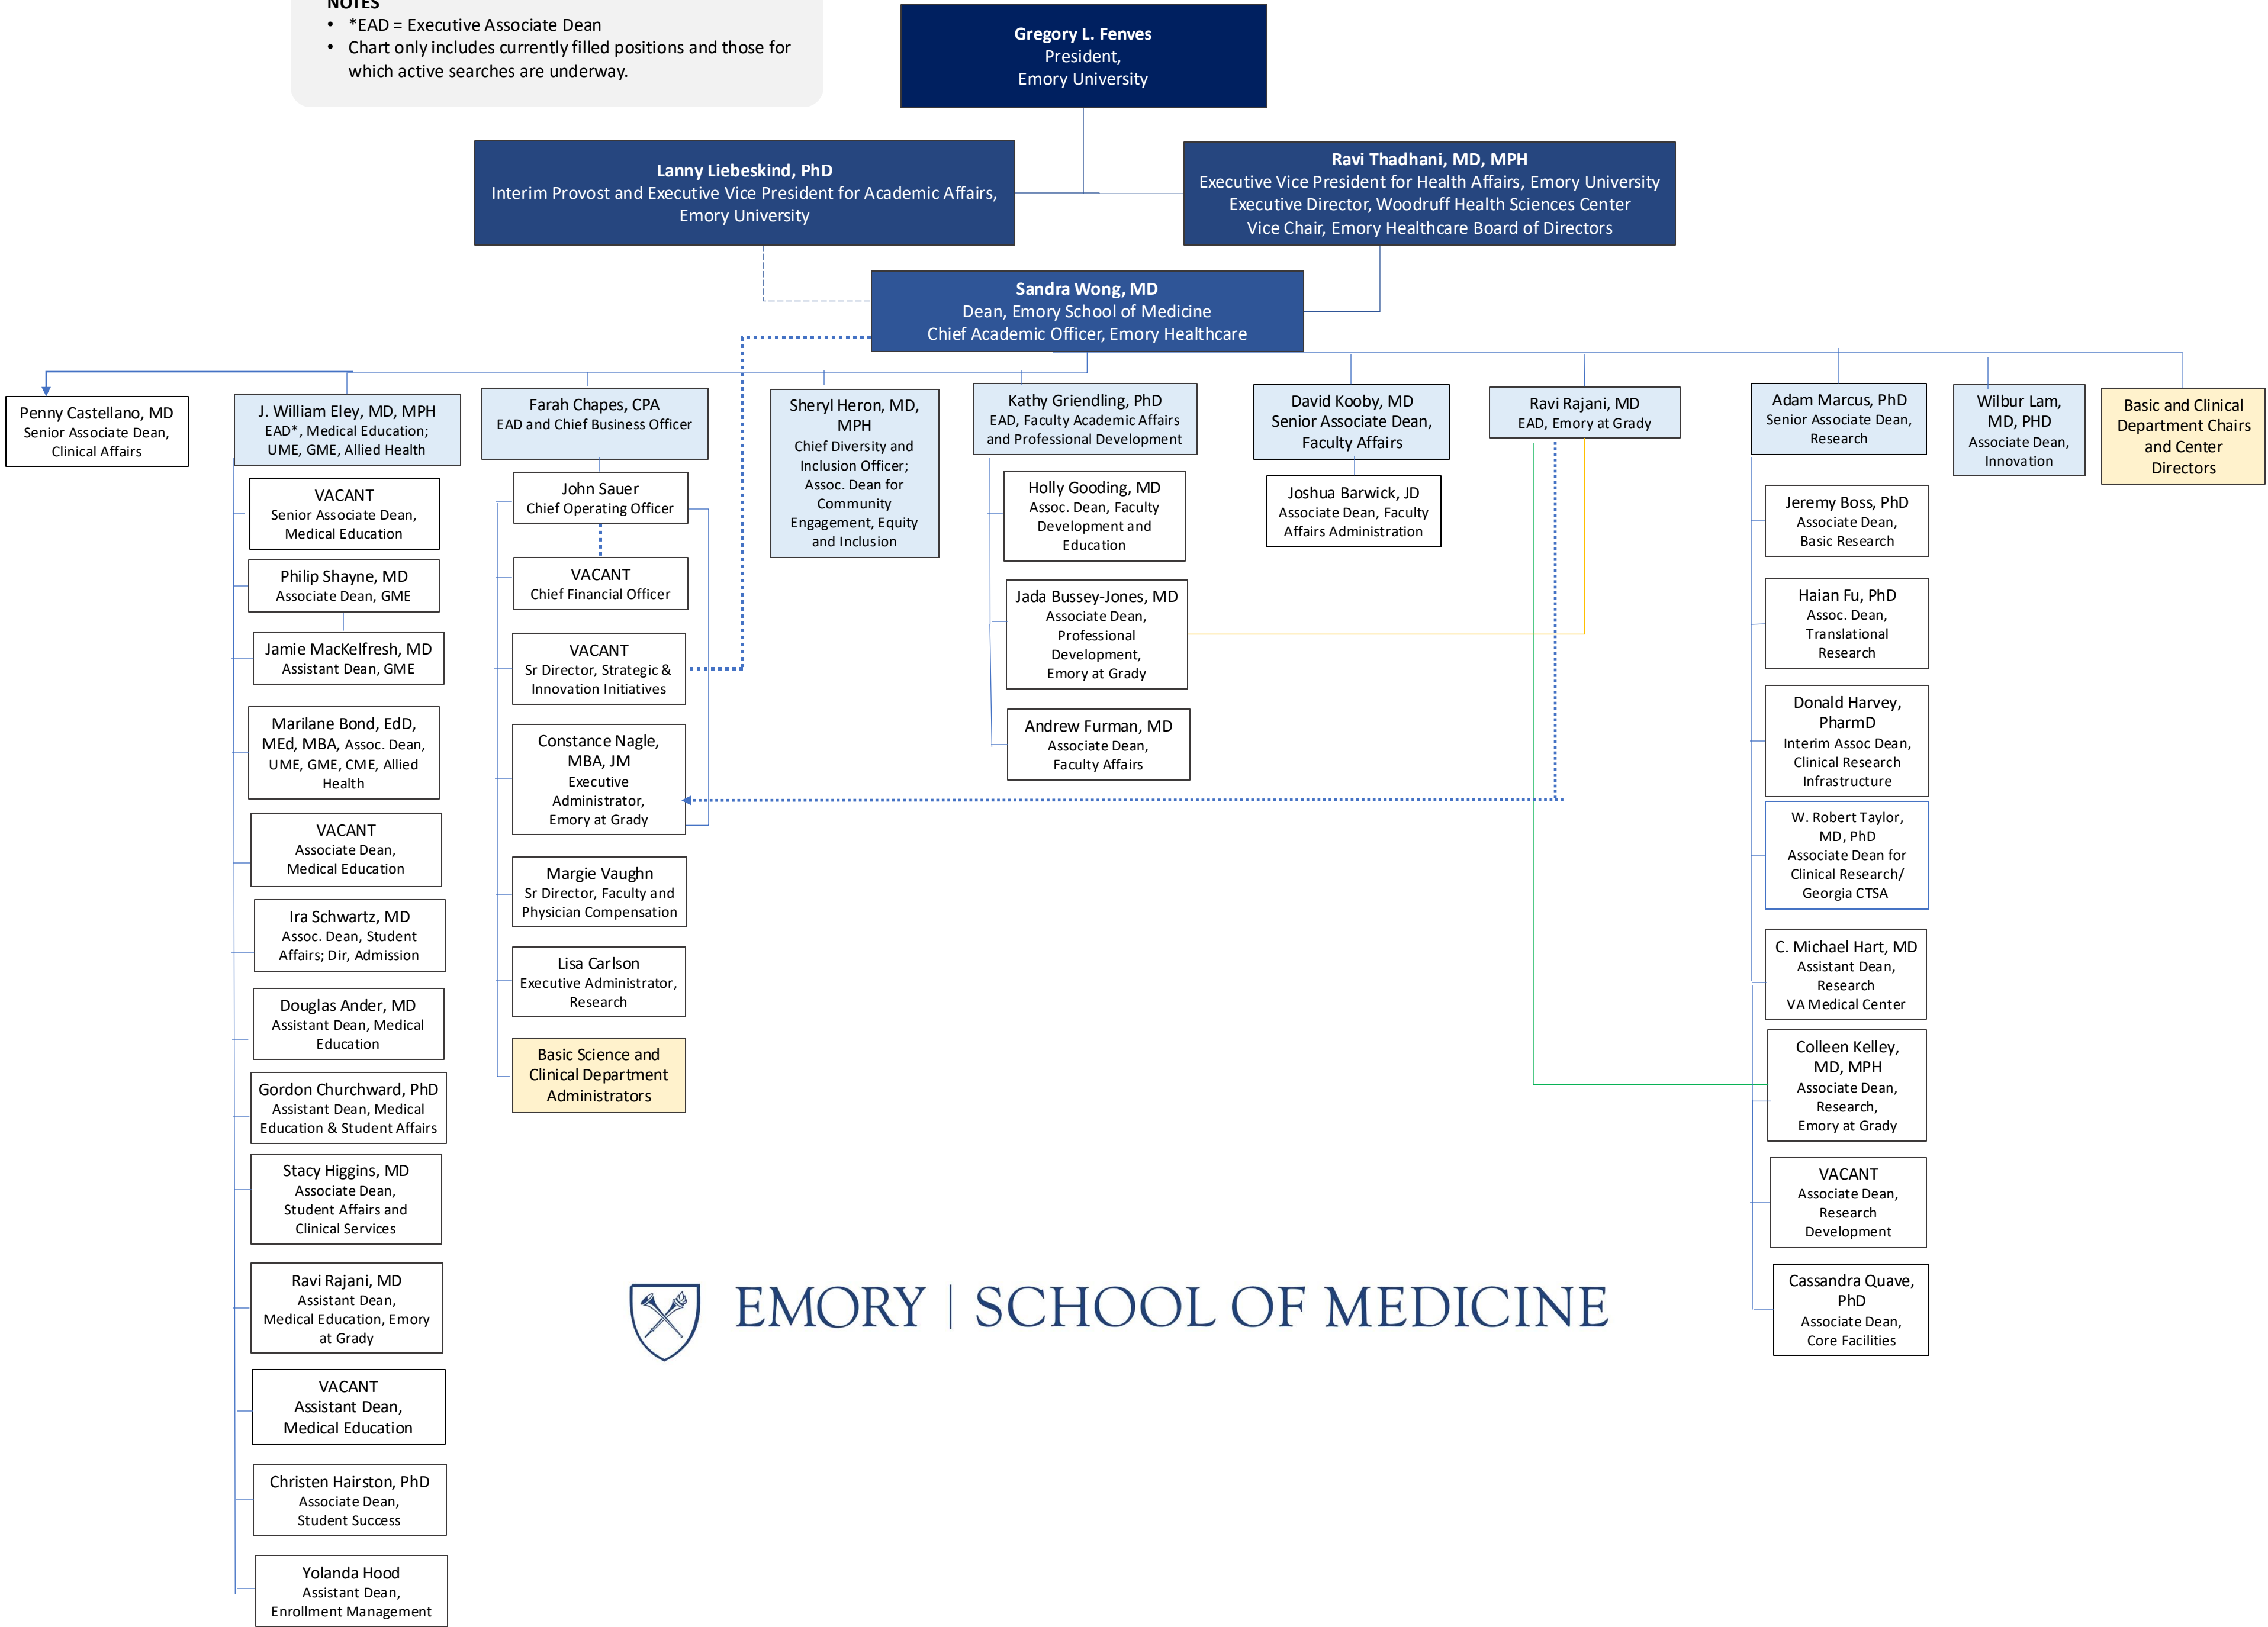 NOTES
• *EAD = Executive Associate Dean
• Chart only includes currently filled positions and those for
which active searches are underway.
Gregory L. Fenves
President,
Emory University
Lanny Liebeskind, PhD
Interim Provost and Executive Vice President for Academic Affairs,
Emory University
Ravi Thadhani, MD, MPH
Executive Vice President for Health Affairs, Emory University
Executive Director, Woodruff Health Sciences Center
Vice Chair, Emory Healthcare Board of Directors
Sandra Wong, MD
Dean, Emory School of Medicine
Chief Academic Officer, Emory Healthcare
Penny Castellano, MD
Senior Associate Dean,
Clinical Affairs
J. William Eley, MD, MPH
EAD*, Medical Education;
UME, GME, Allied Health
VACANT
Senior Associate Dean,
Medical Education
Philip Shayne, MD
Associate Dean, GME
Jamie MacKelfresh, MD
Assistant Dean, GME
Marilane Bond, EdD,
MEd, MBA, Assoc. Dean,
UME, GME, CME, Allied
Health
VACANT
Associate Dean,
Medical Education
Ira Schwartz, MD
Assoc. Dean, Student
Affairs; Dir, Admission
Douglas Ander, MD
Assistant Dean, Medical
Education
Gordon Churchward, PhD
Assistant Dean, Medical
Education & Student Affairs
Stacy Higgins, MD
Associate Dean,
Student Affairs and
Clinical Services
Ravi Rajani, MD
Assistant Dean,
Medical Education, Emory
at Grady
VACANT
Assistant Dean,
Medical Education
Christen Hairston, PhD
Associate Dean,
Student Success
Yolanda Hood
Assistant Dean,
Enrollment Management
Farah Chapes, CPA
EAD and Chief Business Officer
John Sauer
Chief Operating Officer
VACANT
Chief Financial Officer
VACANT
Sr Director, Strategic &
Innovation Initiatives
Constance Nagle,
MBA, JM
Executive
Administrator,
Emory at Grady
Margie Vaughn
Sr Director, Faculty and
Physician Compensation
Lisa Carlson
Executive Administrator,
Research
Basic Science and
Clinical Department
Administrators
Sheryl Heron, MD,
MPH
Chief Diversity and
Inclusion Officer;
Assoc. Dean for
Community
Engagement, Equity
and Inclusion
Kathy Griendling, PhD
EAD, Faculty Academic Affairs
and Professional Development
Holly Gooding, MD
Assoc. Dean, Faculty
Development and
Education
Jada Bussey-Jones, MD
Associate Dean,
Professional
Development,
Emory at Grady
Andrew Furman, MD
Associate Dean,
Faculty Affairs
David Kooby, MD
Senior Associate Dean,
Faculty Affairs
Joshua Barwick, JD
Associate Dean, Faculty
Affairs Administration
Ravi Rajani, MD
EAD, Emory at Grady
Adam Marcus, PhD
Senior Associate Dean,
Research
Jeremy Boss, PhD
Associate Dean,
Basic Research
Haian Fu, PhD
Assoc. Dean,
Translational
Research
Donald Harvey,
PharmD
Interim Assoc Dean,
Clinical Research
Infrastructure
W. Robert Taylor,
MD, PhD
Associate Dean for
Clinical Research/
Georgia CTSA
C. Michael Hart, MD
Assistant Dean,
Research
VA Medical Center
Colleen Kelley,
MD, MPH
Associate Dean,
Research,
Emory at Grady
VACANT
Associate Dean,
Research
Development
Cassandra Quave,
PhD
Associate Dean,
Core Facilities
Wilbur Lam,
MD, PHD
Associate Dean,
Innovation
Basic and Clinical
Department Chairs
and Center
Directors
EMORY | SCHOOL OF MEDICINE